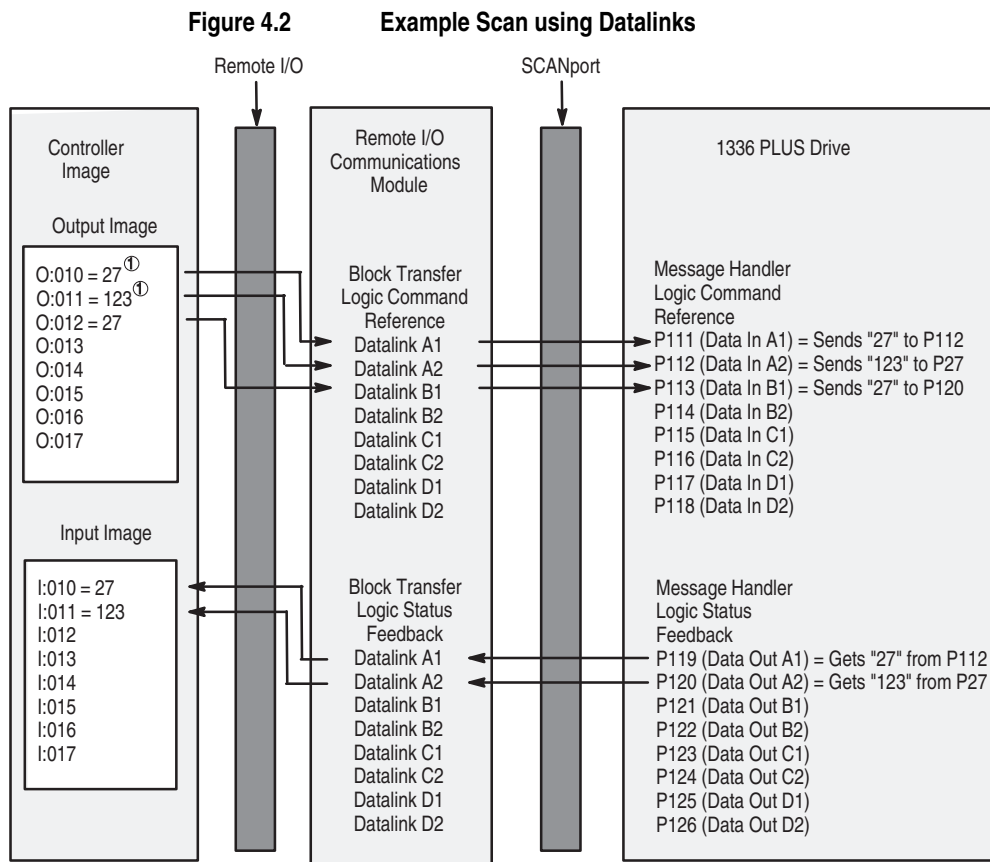 Figure 4.2 Example Scan using Datalinks
Remote I/O
SCANport
Controller
Image
Output Image
O:010 = 27①
O:011 = 123①
O:012 = 27
O:013
O:014
O:015
O:016
O:017
Input Image
I:010 = 27
I:011 = 123
I:012
I:013
I:014
I:015
I:016
I:017
Remote I/O
Communications
Module
Block Transfer
Logic Command
Reference
Datalink A1
Datalink A2
Datalink B1
Datalink B2
Datalink C1
Datalink C2
Datalink D1
Datalink D2
Block Transfer
Logic Status
Feedback
Datalink A1
Datalink A2
Datalink B1
Datalink B2
Datalink C1
Datalink C2
Datalink D1
Datalink D2
1336 PLUS Drive
Message Handler
Logic Command
Reference
P111 (Data In A1) = Sends "27" to P112
P112 (Data In A2) = Sends "123" to P27
P113 (Data In B1) = Sends "27" to P120
P114 (Data In B2)
P115 (Data In C1)
P116 (Data In C2)
P117 (Data In D1)
P118 (Data In D2)
Message Handler
Logic Status
Feedback
P119 (Data Out A1) = Gets "27" from P112
P120 (Data Out A2) = Gets "123" from P27
P121 (Data Out B1)
P122 (Data Out B2)
P123 (Data Out C1)
P124 (Data Out C2)
P125 (Data Out D1)
P126 (Data Out D2)